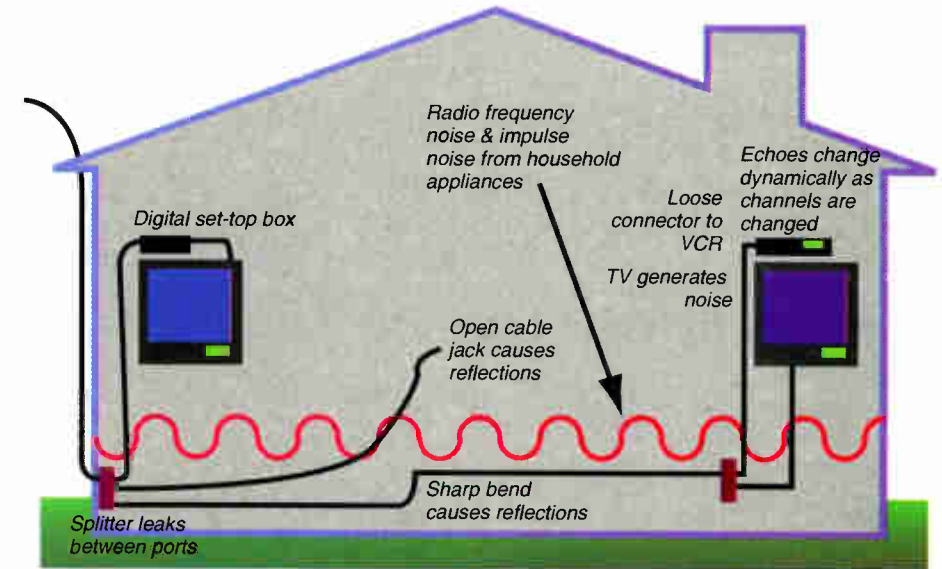 Radio frequency
noise & impulse
noise from household
appliances
Echoes change
dynamically as
channels are
changed
Loose
connector to
VCR
Digital set-top box
TV generates
noise
Open cable
jack causes
reflections
Sharp bend
causes reflections
Splitter leaks
between ports